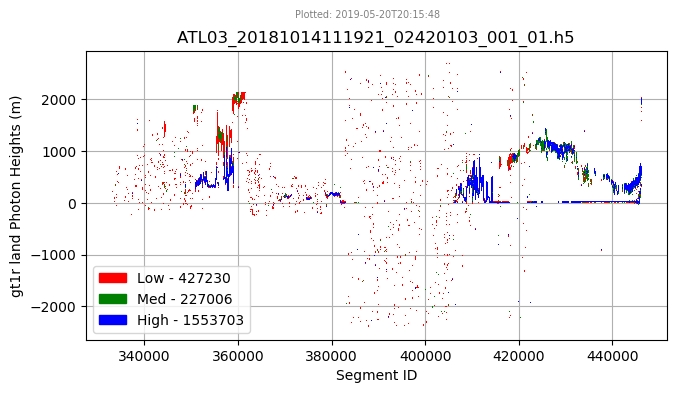 Plotted: 2019-05-20T20:15:48
ATL03_20181014111921_02420103_001_01.h5
gt1r land Photon Heights (m)
2000
1000
0
−1000
−2000
Low - 427230
Med - 227006
High - 1553703
340000 360000 380000 400000 420000 440000
Segment ID